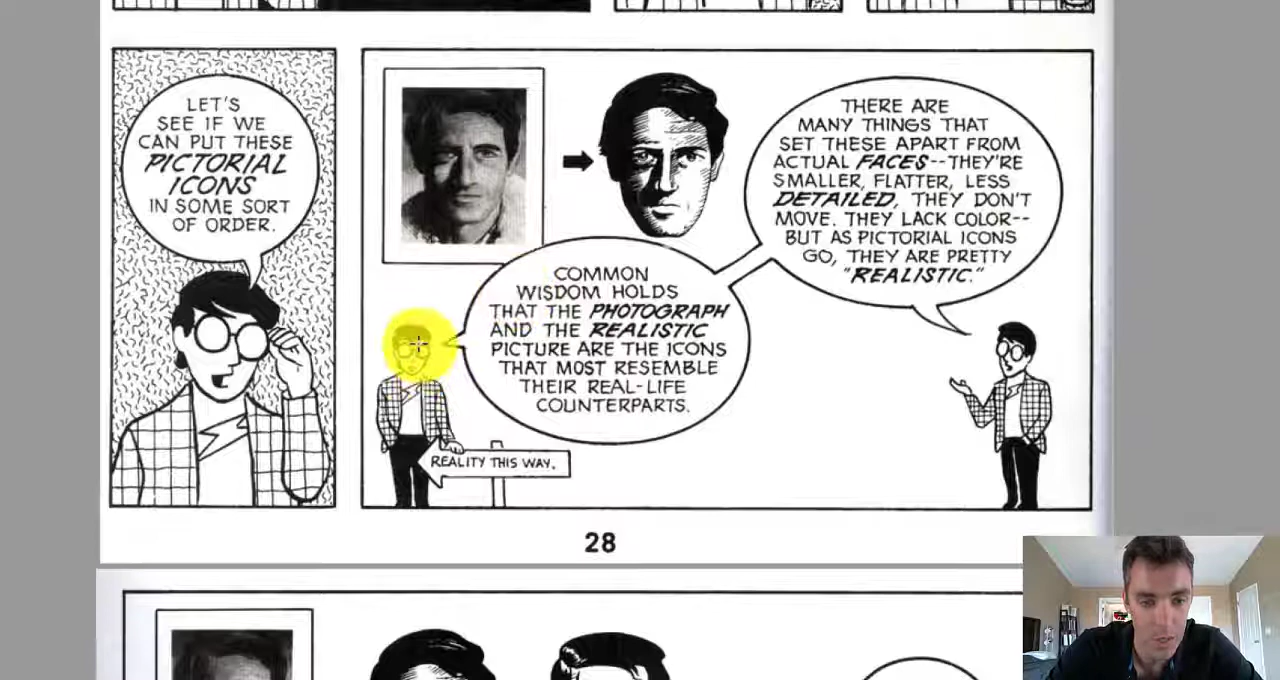 LET'S
SEE IF WE
CAN PUT THESE
PICTORIAL
ICONS
IN SOME SORT
OF ORDER.
COMMON
WISDOM HOLDS
THAT THE PHOTOGRAPH
AND THE REALISTIC
PICTURE ARE THE ICONS
THAT MOST RESEMBLE
THEIR REAL-LIFE
COUNTERPARTS.
REALITY THIS WAY.
THERE ARE
MANY THINGS THAT
SET THESE APART FROM
ACTUAL FACES--THEY'RE
SMALLER, FLATTER, LESS
DETAILED, THEY DON'T
MOVE. THEY LACK COLOR--
BUT AS PICTORIAL ICONS
GO, THEY ARE PRETTY
"REALISTIC."
28